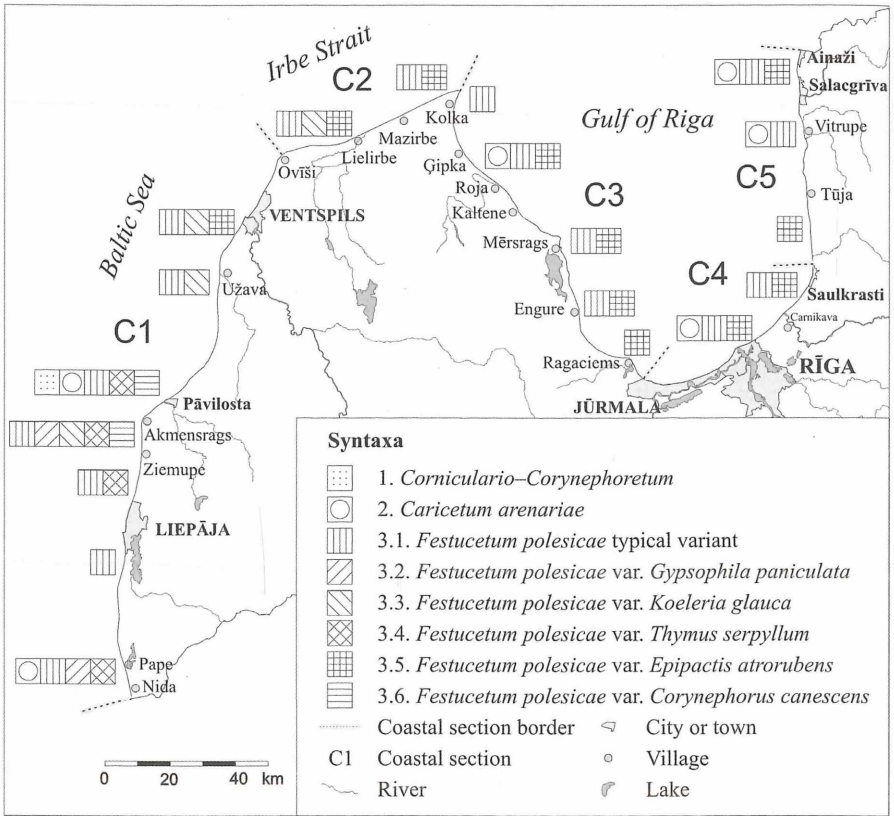 Irbe Strait
C2
Ainaži
Salacgrīva
Kolka
Gulf of Riga
Mazirbe
Vitrupe
Lielirbe
Ģipka
Ovīši
C5
Baltic Sea
Roja
C3
Tūja
Kaltene
VENTSPILS
Mērsrags
C4
Užava
Saulkrasti
Engure
Carnikava
C1
Ragaciems
RĪGA
Pāvilosta
JŪRMALA
Akmensrags
Ziemupe
LIEPĀJA
Pape
Nida
0 20 40 km
Syntaxa
1. Corniculario–Corynephoretum
2. Caricetum arenariae
3.1. Festucetum polesicae typical variant
3.2. Festucetum polesicae var. Gypsophila paniculata
3.3. Festucetum polesicae var. Koeleria glauca
3.4. Festucetum polesicae var. Thymus serpyllum
3.5. Festucetum polesicae var. Epipactis atrorubens
3.6. Festucetum polesicae var. Corynephorus canescens
Coastal section border City or town
C1 Coastal section Village
River Lake